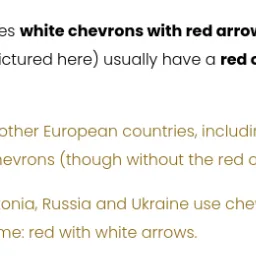 es white chevrons with red arrow
ictured here) usually have a red o
other European countries, includin
hevrons (though without the red o
onia, Russia and Ukraine use che
me: red with white arrows.